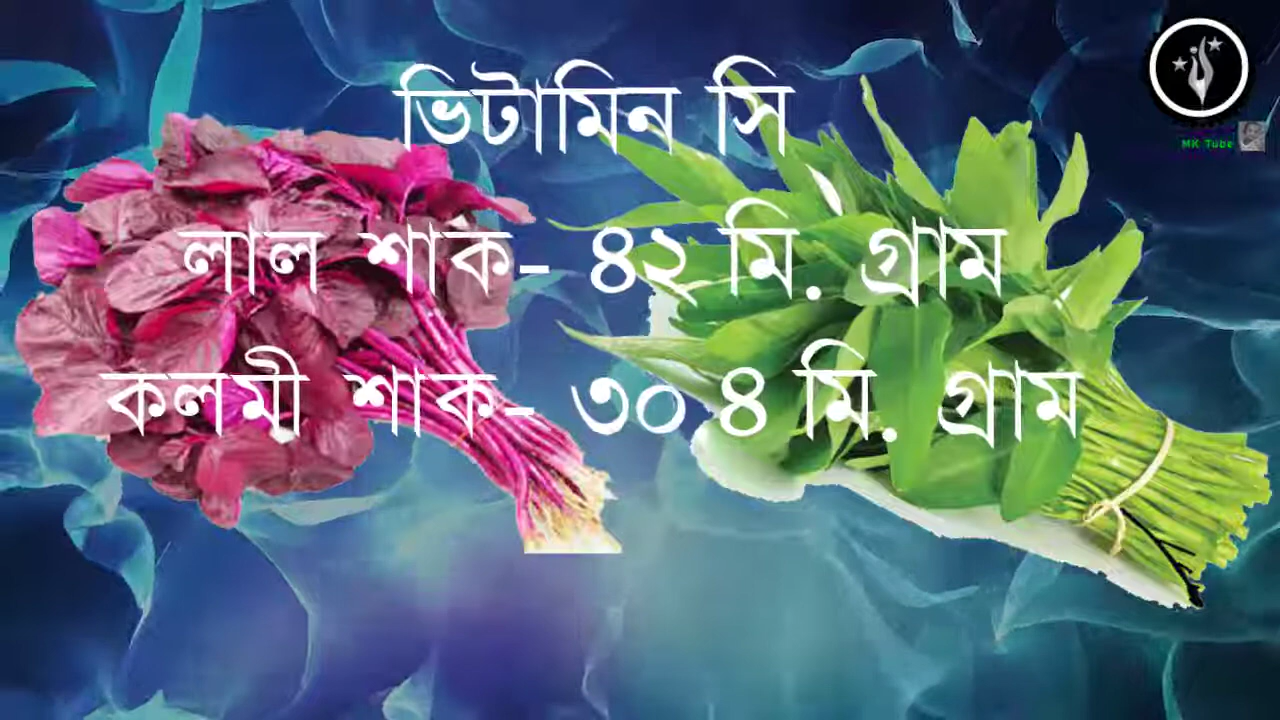 ভিটামিন সি
লাল শাক- ৪২ মি. গ্রাম
কলমী শাক- ৩০ ৪ মি. গ্রাম
MK Tube